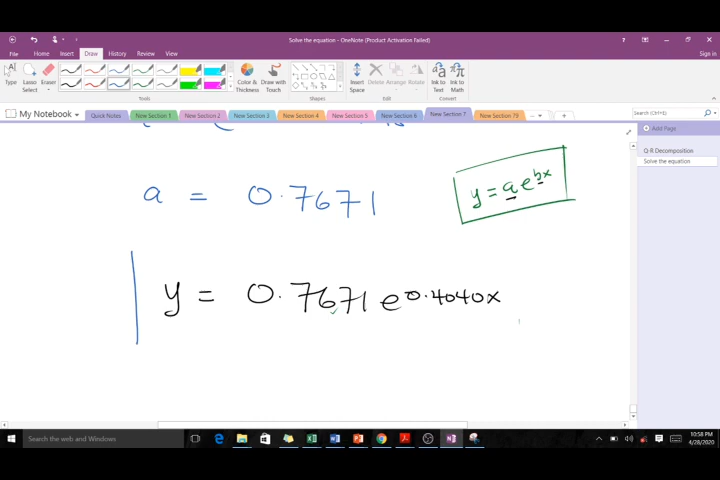 Solve the equation - OneNote (Product Activation Failed)
File Home Insert Draw History Review View
Sign in
Type Lasso Select Eraser
Color & Thickness Draw with Touch
Insert Space Delete Arrange Rotate
Ink to Text Ink to Math
Tools Shapes Edit Convert
My Notebook Quick Notes New Section 1 New Section 2 New Section 3 New Section 4 New Section 5 New Section 6 New Section 7 New Section 79
Search (Ctrl+E)
Add Page
Q-R Decomposition
Solve the equation
a = 0.7671
y = ae^bx
y = 0.7671 e^0.4040x
Search the web and Windows
10:58 PM
4/28/2020